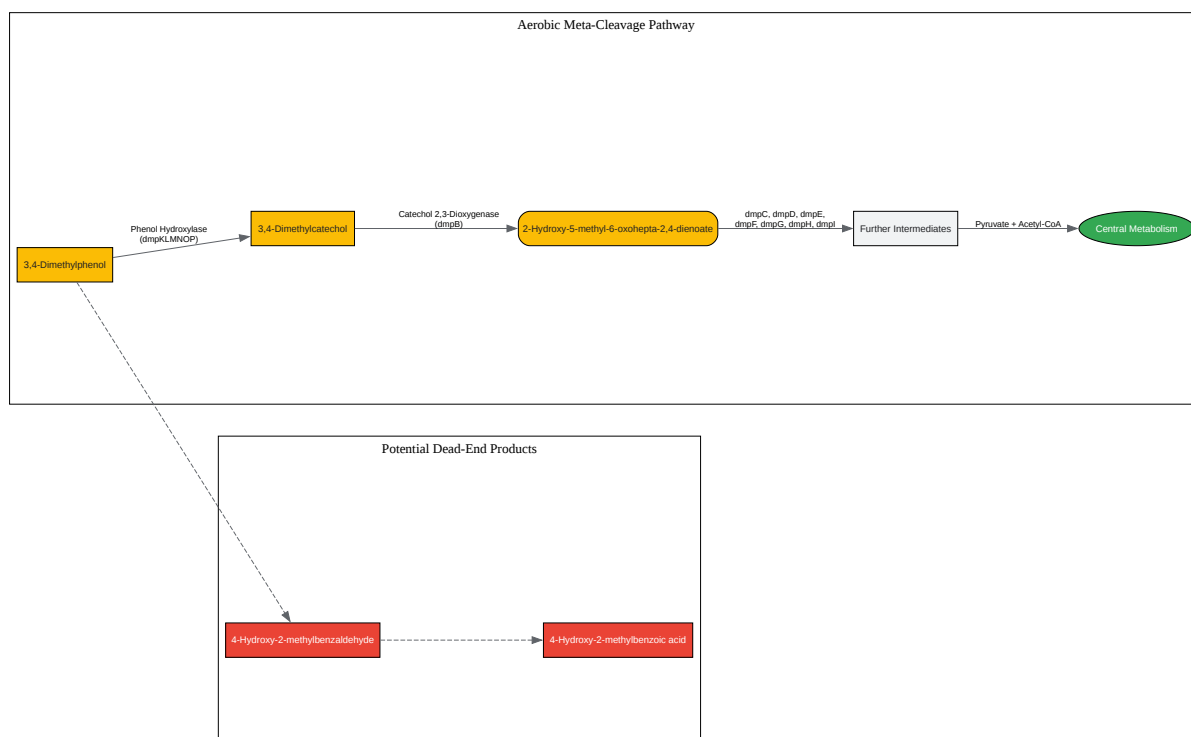 Aerobic Meta-Cleavage Pathway
3,4-Dimethylphenol
Phenol Hydroxylase
(dmpKLMNOP)
3,4-Dimethylcatechol
Catechol 2,3-Dioxygenase
(dmpB)
2-Hydroxy-5-methyl-6-oxohepta-2,4-dienoate
dmpC, dmpD, dmpE,
dmpF, dmpG, dmpH, dmpI
Further Intermediates
Pyruvate + Acetyl-CoA
Central Metabolism
Potential Dead-End Products
4-Hydroxy-2-methylbenzaldehyde
4-Hydroxy-2-methylbenzoic acid